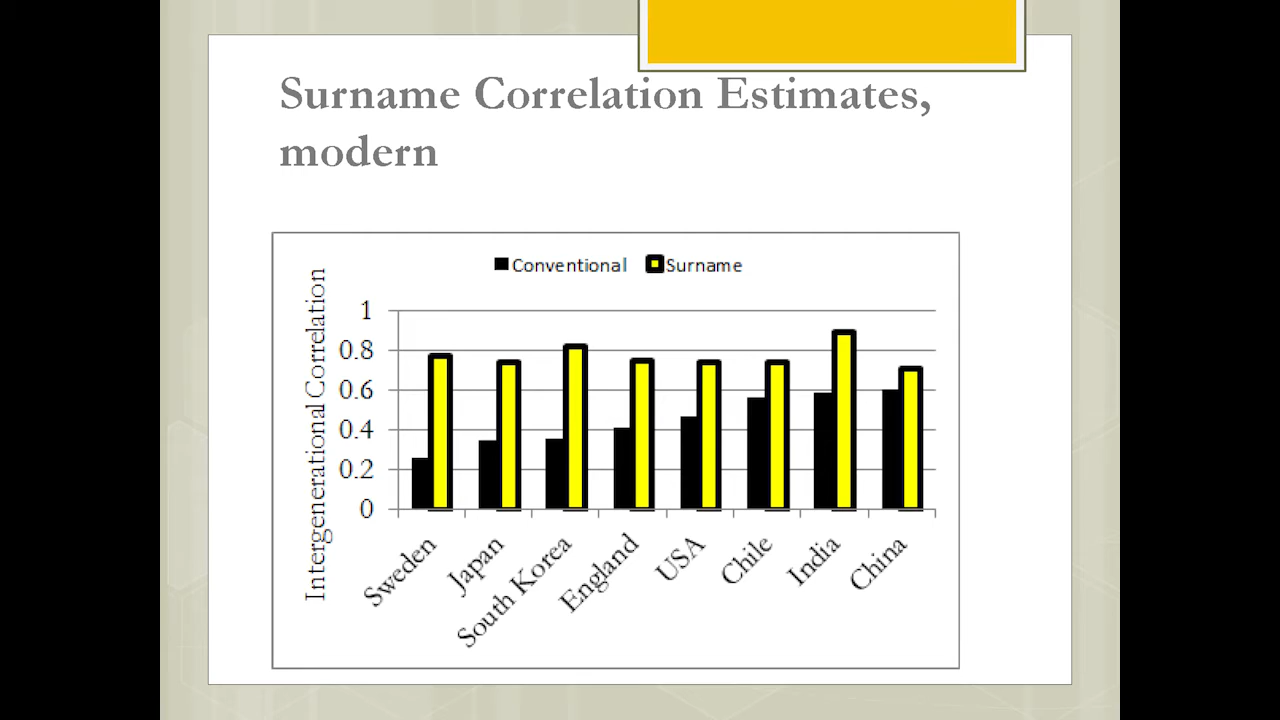 Surname Correlation Estimates,
modern
Conventional
Surname
Intergenerational Correlation
1
0.8
0.6
0.4
0.2
0
Sweden
Japan
South Korea
England
USA
Chile
India
China